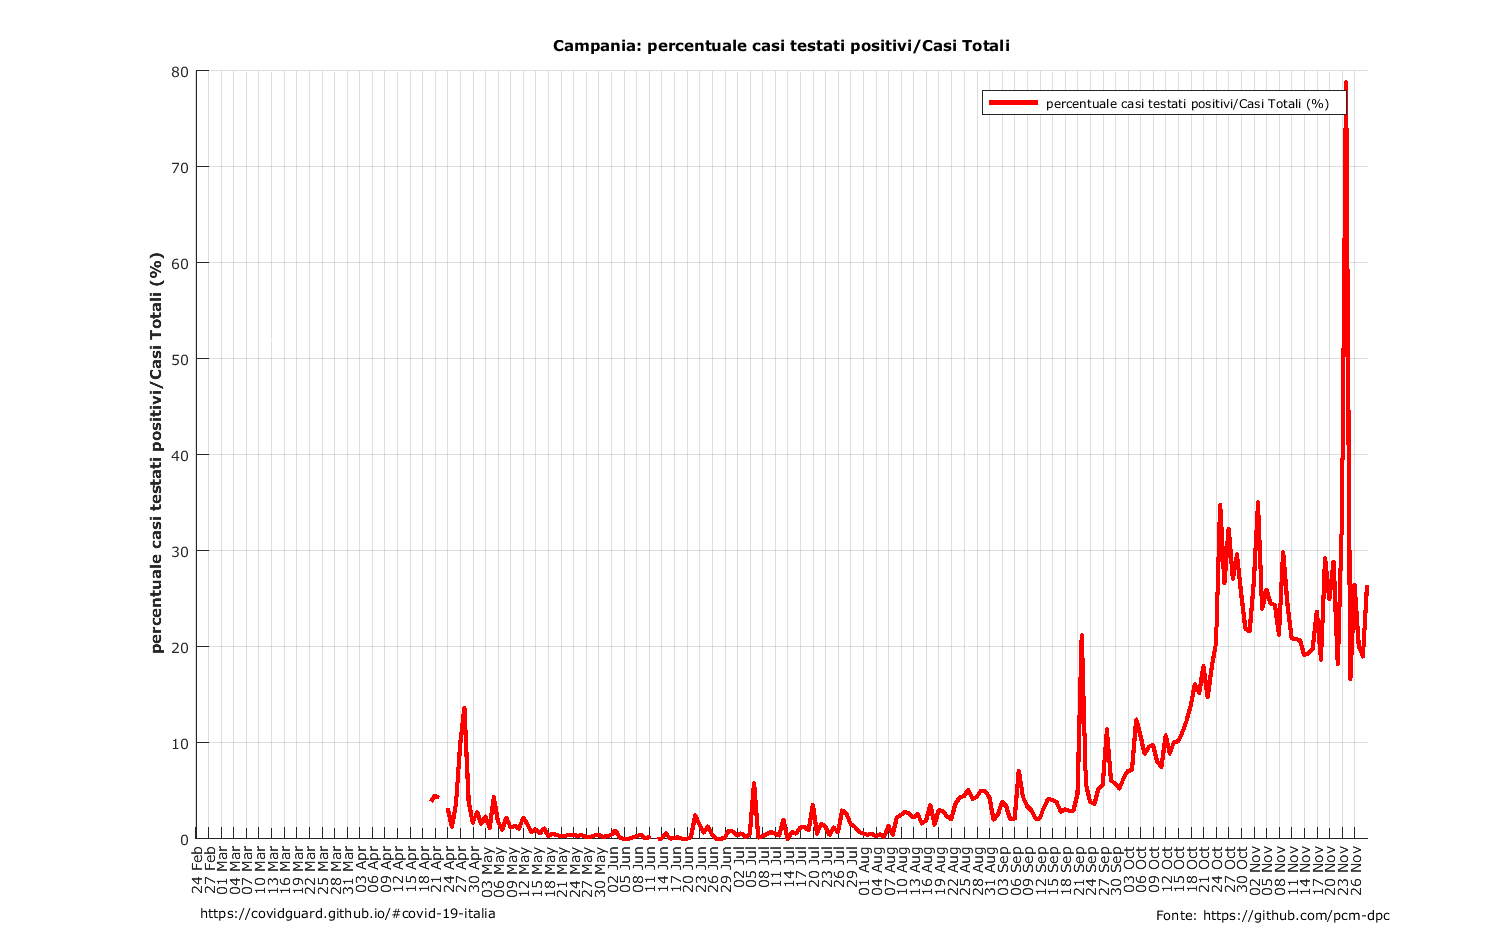 Campania: percentuale casi testati positivi/Casi Totali
percentuale casi testati positivi/Casi Totali (%)
percentuale casi testati positivi/Casi Totali (%)
80
70
60
50
40
30
20
10
0
24 Feb
27 Feb
01 Mar
04 Mar
07 Mar
10 Mar
13 Mar
16 Mar
19 Mar
22 Mar
25 Mar
28 Mar
31 Mar
03 Apr
06 Apr
09 Apr
12 Apr
15 Apr
18 Apr
21 Apr
24 Apr
27 Apr
30 Apr
03 May
06 May
09 May
12 May
15 May
18 May
21 May
24 May
27 May
30 May
02 Jun
05 Jun
08 Jun
11 Jun
14 Jun
17 Jun
20 Jun
23 Jun
26 Jun
29 Jun
02 Jul
05 Jul
08 Jul
11 Jul
14 Jul
17 Jul
20 Jul
23 Jul
26 Jul
29 Jul
01 Aug
04 Aug
07 Aug
10 Aug
13 Aug
16 Aug
19 Aug
22 Aug
25 Aug
28 Aug
31 Aug
03 Sep
06 Sep
09 Sep
12 Sep
15 Sep
18 Sep
21 Sep
24 Sep
27 Sep
30 Sep
03 Oct
06 Oct
09 Oct
12 Oct
15 Oct
18 Oct
21 Oct
24 Oct
27 Oct
30 Oct
02 Nov
05 Nov
08 Nov
11 Nov
14 Nov
17 Nov
20 Nov
23 Nov
26 Nov
https://covidguard.github.io/#covid-19-italia
Fonte: https://github.com/pcm-dpc